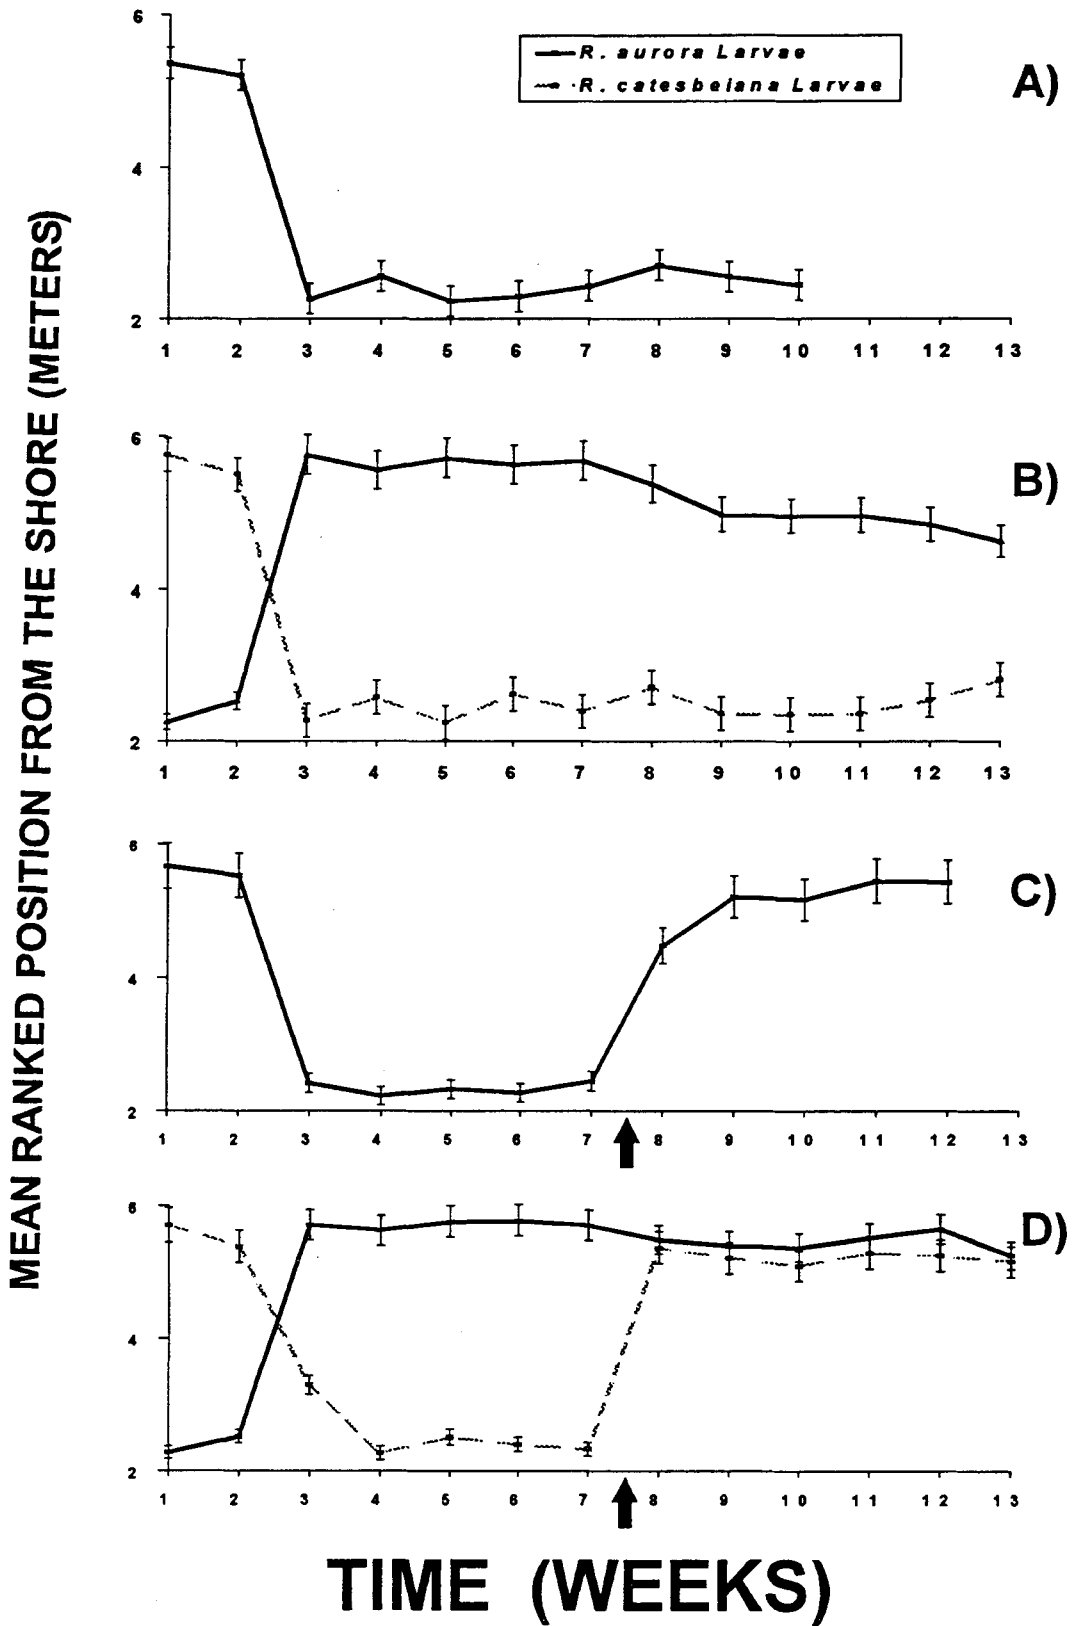 6
R. aurora Larvae
R. catesbeiana Larvae
A)
4
2
1 2 3 4 5 6 7 8 9 10 11 12 13
MEAN RANKED POSITION FROM THE SHORE (METERS)
6
B)
4
2
1 2 3 4 5 6 7 8 9 10 11 12 13
6
C)
4
2
1 2 3 4 5 6 7 8 9 10 11 12 13
6
D)
4
2
1 2 3 4 5 6 7 8 9 10 11 12 13
TIME (WEEKS)